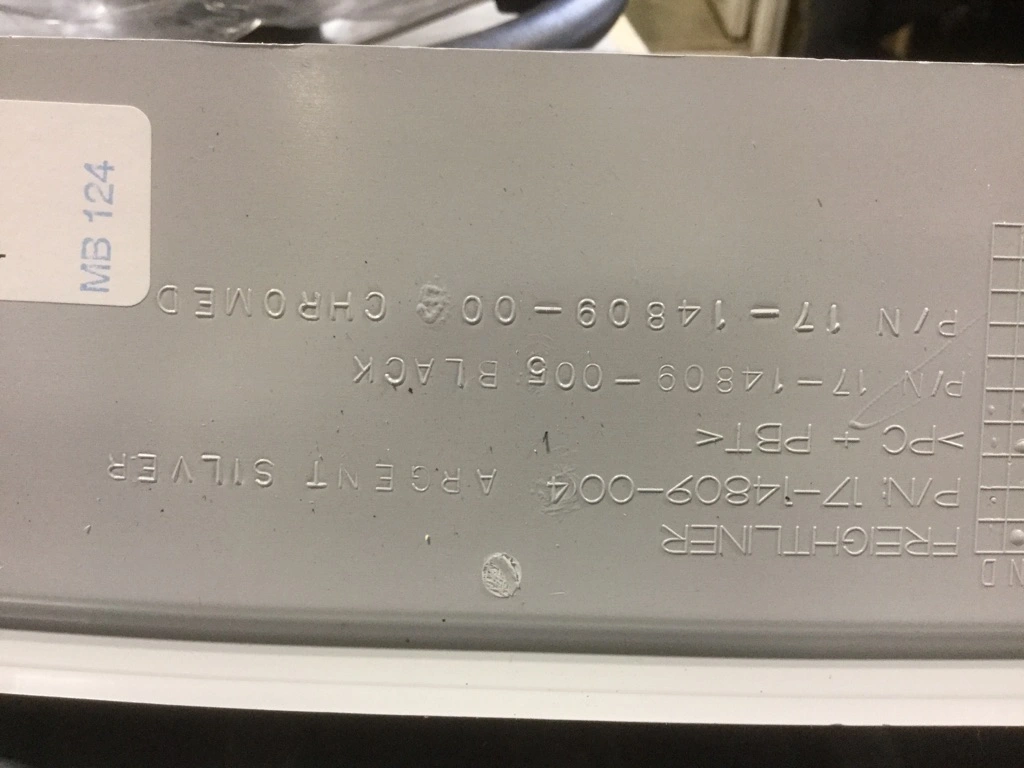 FREIGHTLINER
P/N 17-14809-004 ARGENT SILVER
>PC + PBT<
P/N 17-14809-005 BLACK
P/N 17-14809-00 CHROMED
MB 124